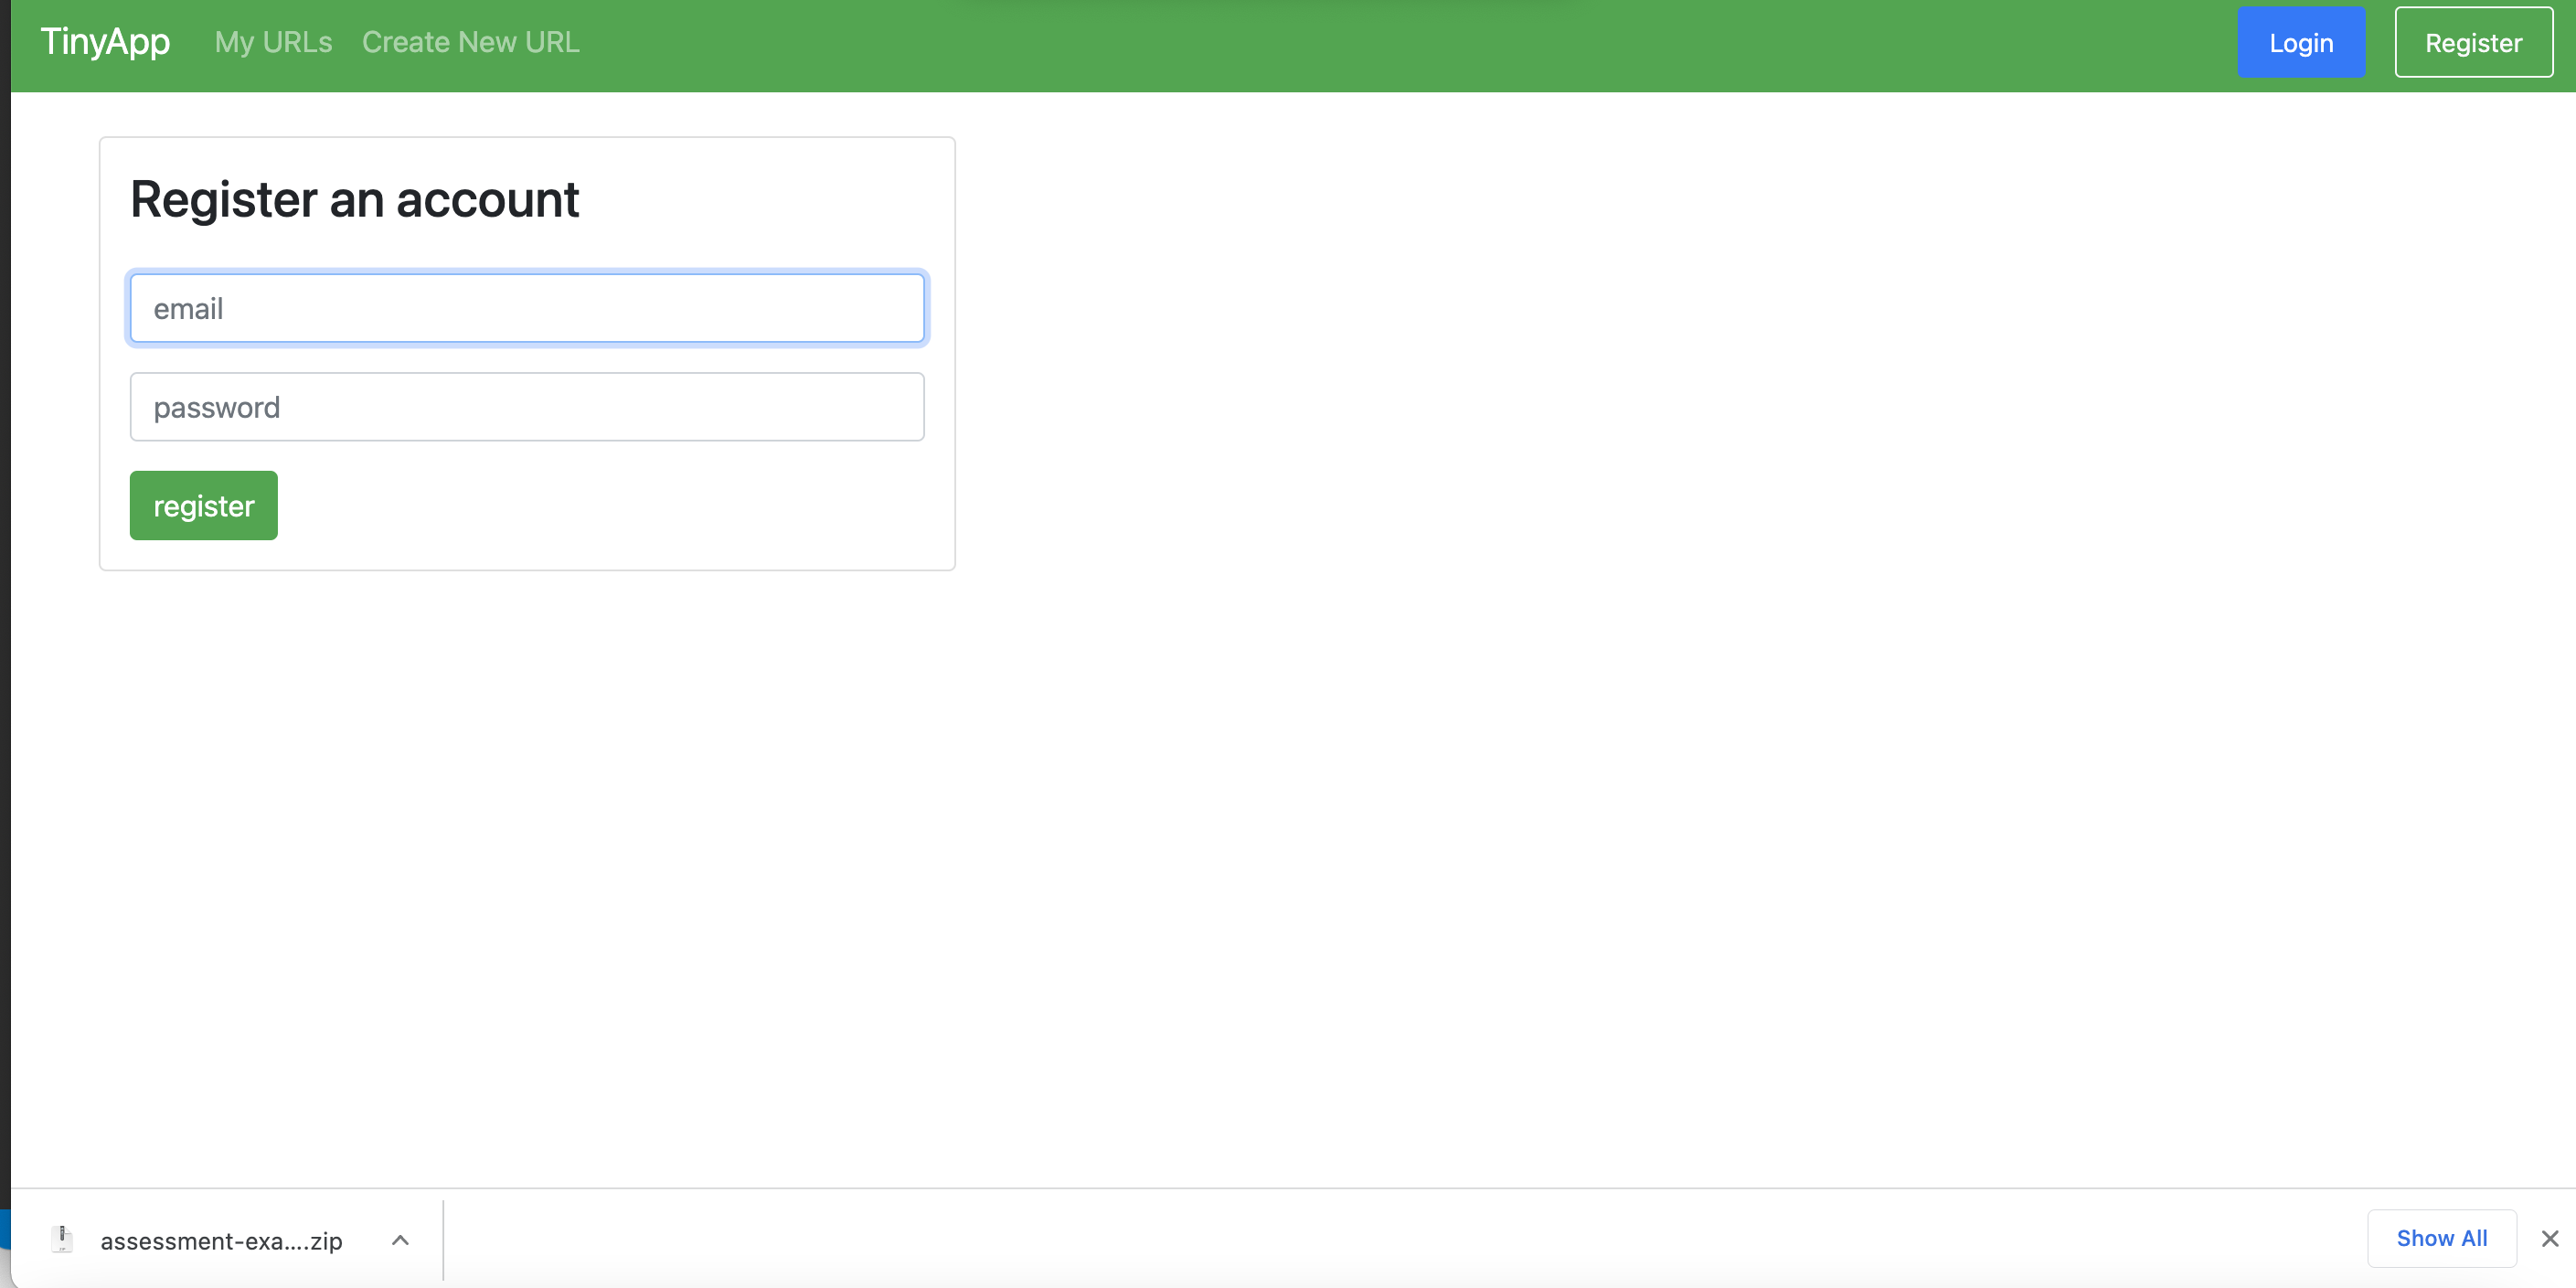 TinyApp My URLs Create New URL Login Register
Register an account
email
password
register
assessment-exa....zip Show All